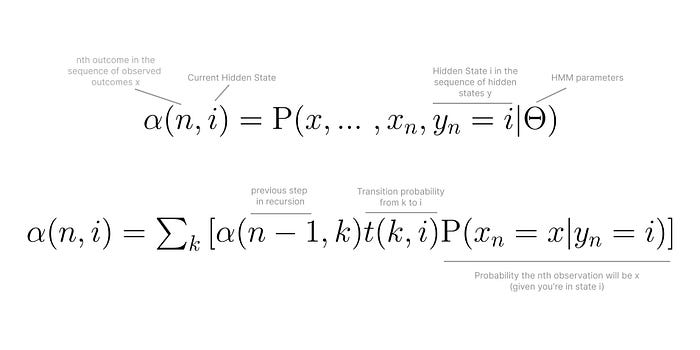 nth outcome in the
sequence of observed
outcomes x
Current Hidden State
Hidden State i in the
sequence of hidden
states y
HMM parameters
α(n, i) = P(x, ... , xₙ, yₙ = i|Θ)
previous step
in recursion
Transition probability
from k to i
α(n, i) = ∑ₖ [α(n − 1, k)t(k, i)P(xₙ = x|yₙ = i)]
Probability the nth observation will be x
(given you're in state i)